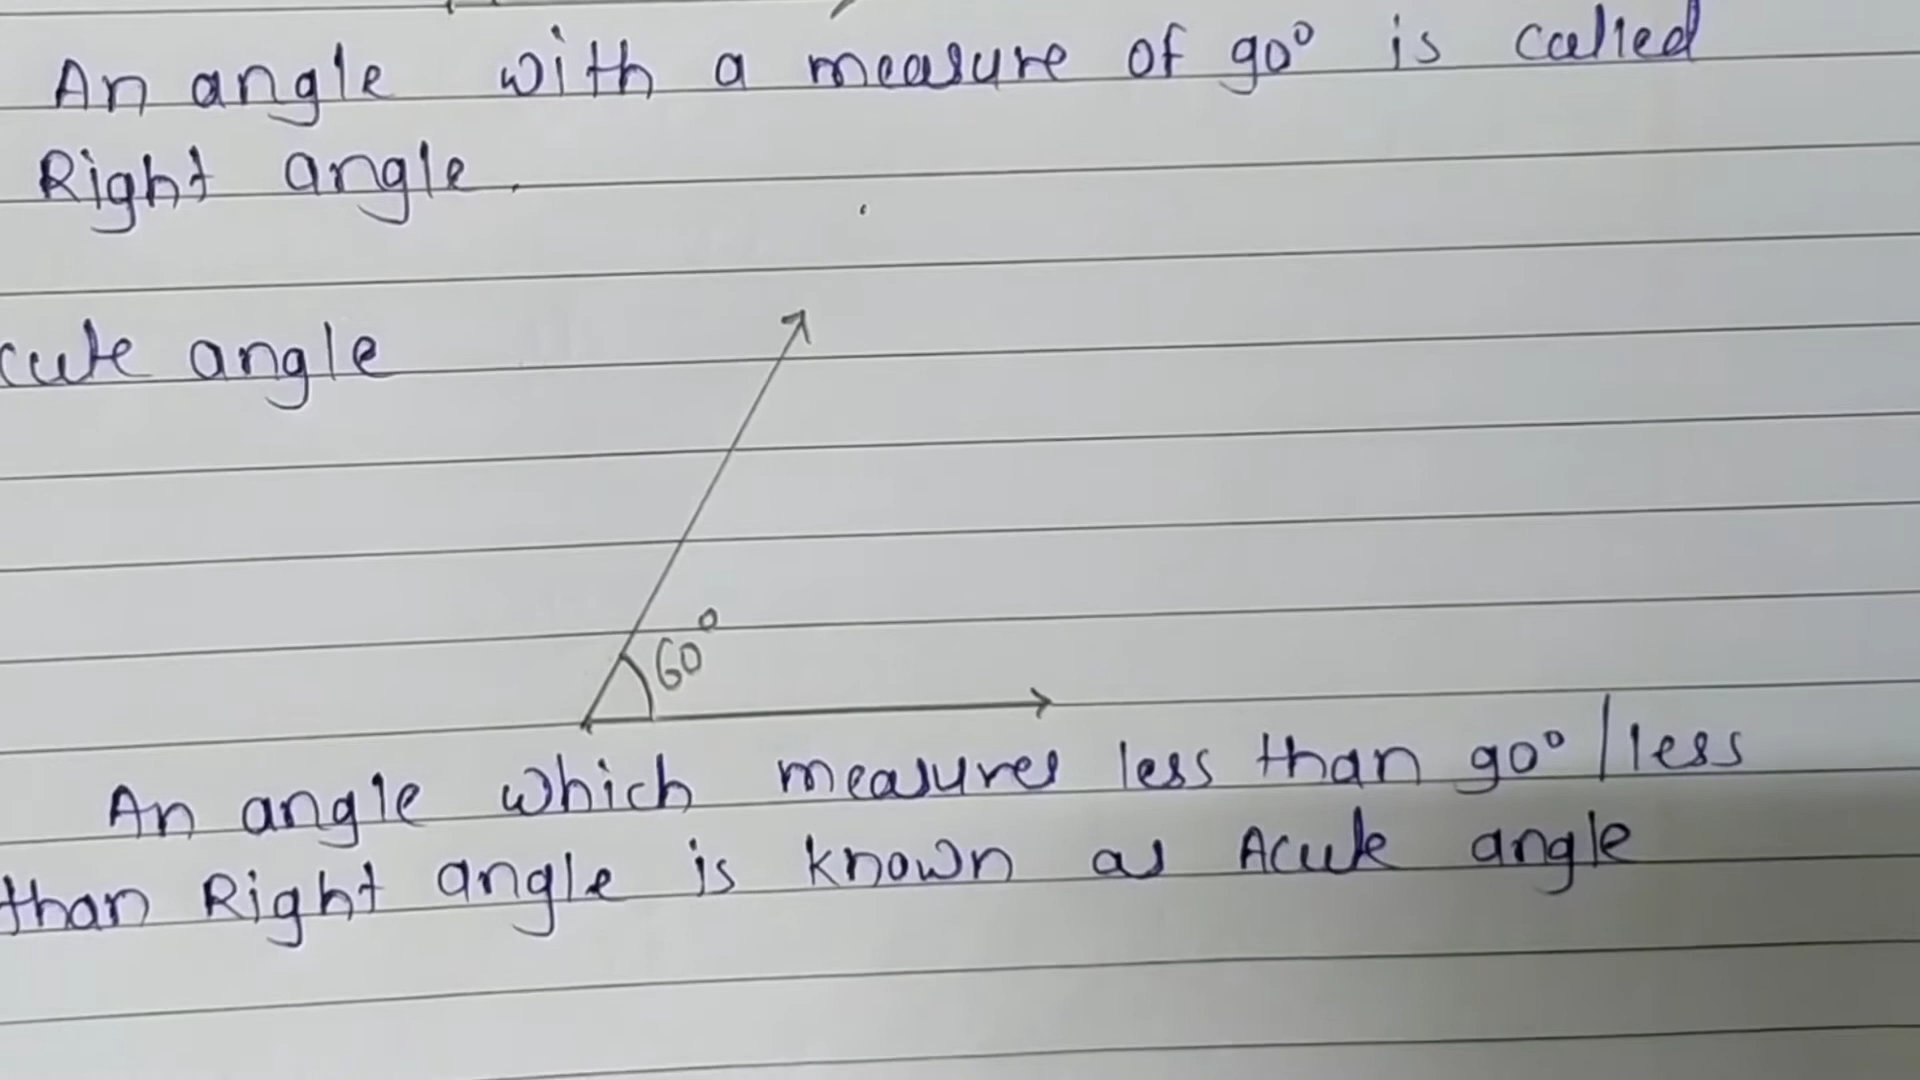 An angle with a measure of 90° is called
Right angle.
cute angle
60°
An angle which measures less than 90° / less
than Right angle is known as Acute angle